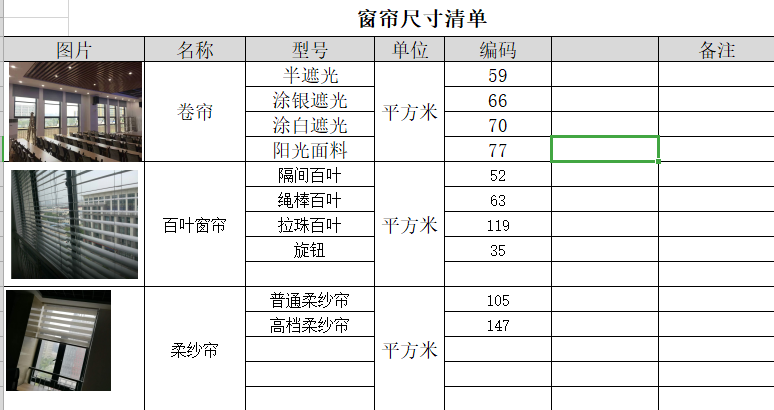 窗帘尺寸清单
图片 名称 型号 单位 编码 备注
卷帘 平方米
半遮光 59
涂银遮光 66
涂白遮光 70
阳光面料 77
百叶窗帘 平方米
隔间百叶 52
绳棒百叶 63
拉珠百叶 119
旋钮 35
柔纱帘 平方米
普通柔纱帘 105
高档柔纱帘 147